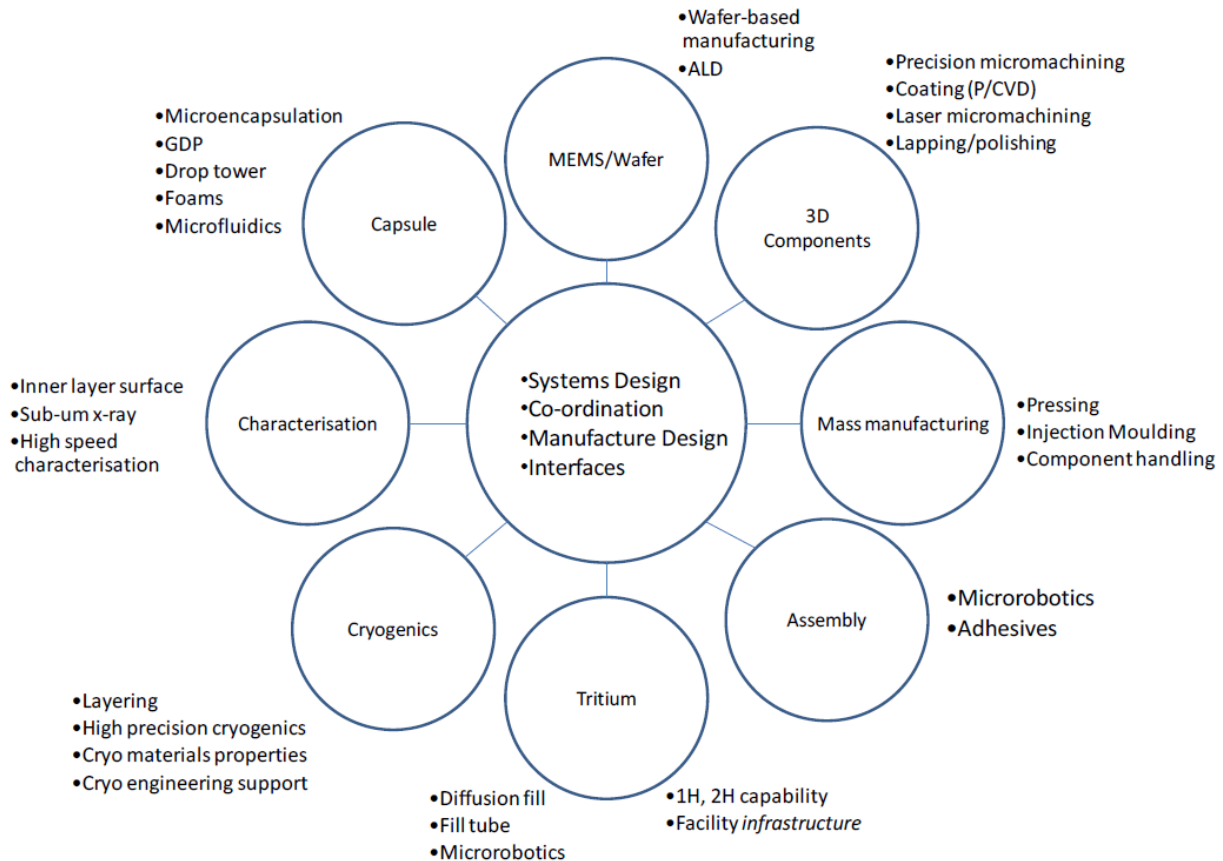 •Wafer-based
manufacturing
•ALD
•Precision micromachining
•Coating (P/CVD)
•Laser micromachining
•Lapping/polishing
•Microencapsulation
•GDP
•Drop tower
•Foams
•Microfluidics
MEMS/Wafer
Capsule
3D
Components
•Inner layer surface
•Sub-um x-ray
•High speed
characterisation
Characterisation
•Systems Design
•Co-ordination
•Manufacture Design
•Interfaces
Mass manufacturing
•Pressing
•Injection Moulding
•Component handling
Cryogenics
Tritium
Assembly
•Microrobotics
•Adhesives
•Layering
•High precision cryogenics
•Cryo materials properties
•Cryo engineering support
•Diffusion fill
•Fill tube
•Microrobotics
•1H, 2H capability
•Facility infrastructure